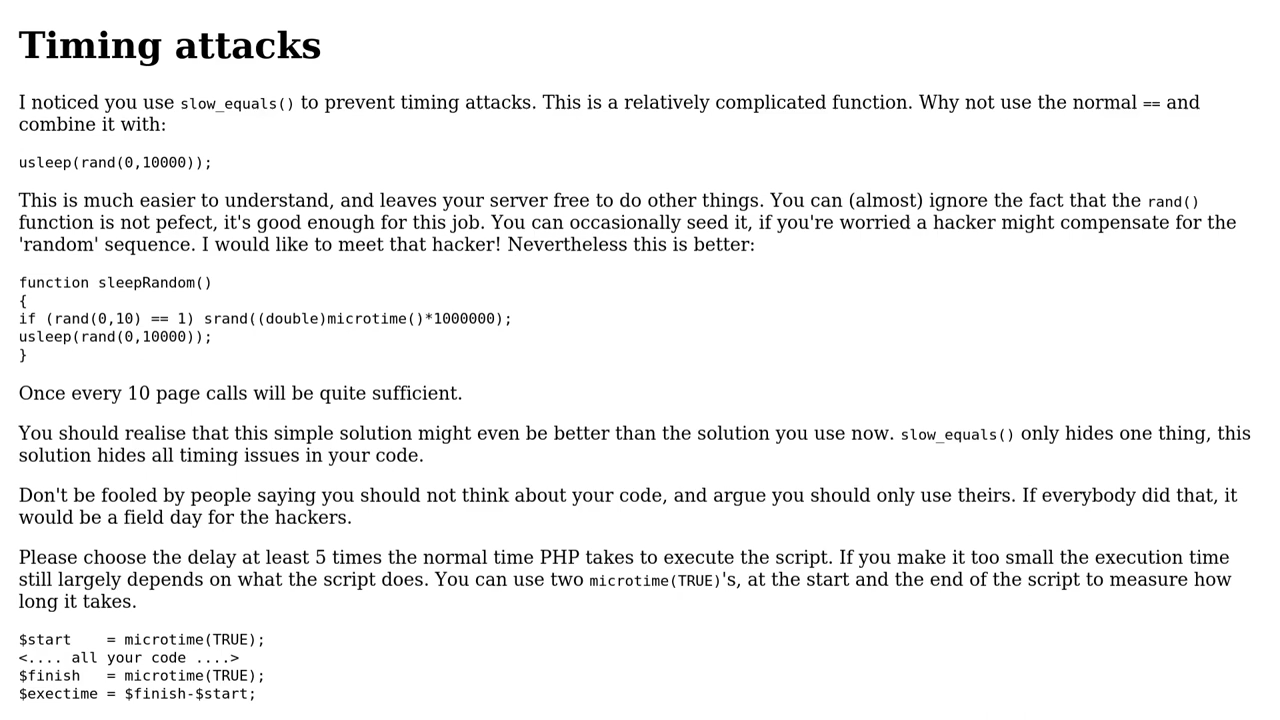 Timing attacks
I noticed you use slow_equals() to prevent timing attacks. This is a relatively complicated function. Why not use the normal == and
combine it with:
usleep(rand(0,10000));
This is much easier to understand, and leaves your server free to do other things. You can (almost) ignore the fact that the rand()
function is not pefect, it's good enough for this job. You can occasionally seed it, if you're worried a hacker might compensate for the
'random' sequence. I would like to meet that hacker! Nevertheless this is better:
function sleepRandom()
{
if (rand(0,10) == 1) srand((double)microtime()*1000000);
usleep(rand(0,10000));
}
Once every 10 page calls will be quite sufficient.
You should realise that this simple solution might even be better than the solution you use now. slow_equals() only hides one thing, this
solution hides all timing issues in your code.
Don't be fooled by people saying you should not think about your code, and argue you should only use theirs. If everybody did that, it
would be a field day for the hackers.
Please choose the delay at least 5 times the normal time PHP takes to execute the script. If you make it too small the execution time
still largely depends on what the script does. You can use two microtime(TRUE)'s, at the start and the end of the script to measure how
long it takes.
$start    = microtime(TRUE);
<.... all your code ....>
$finish   = microtime(TRUE);
$exectime = $finish-$start;